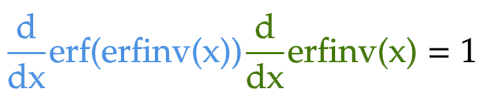 d/dx erf(erfinv(x)) d/dx erfinv(x) = 1